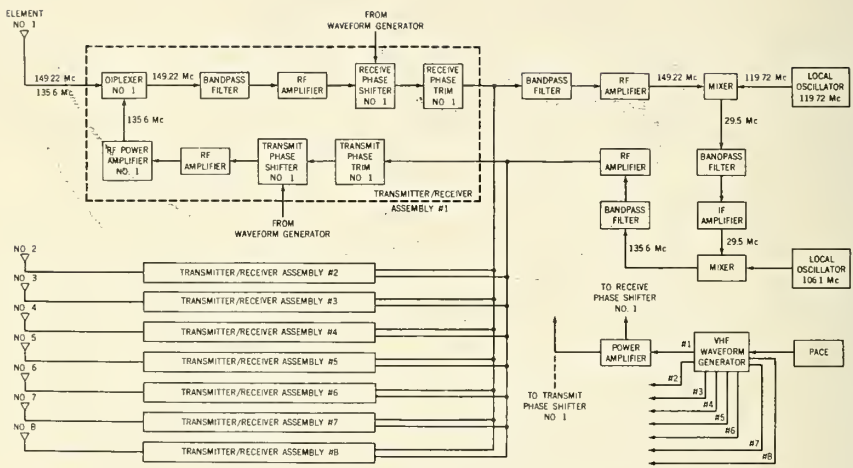 ELEMENT
NO 1
FROM
WAVEFORM GENERATOR
149.22 Mc
135 6 Mc
DIPLEXER
NO 1
149.22 Mc
BANDPASS
FILTER
RF
AMPLIFIER
RECEIVE
PHASE
SHIFTER
NO 1
RECEIVE
PHASE
TRIM
NO 1
BANDPASS
FILTER
RF
AMPLIFIER
149.22 Mc
MIXER
119 72 Mc
LOCAL
OSCILLATOR
119 72 Mc
135 6 Mc
29.5 Mc
RF POWER
AMPLIFIER
NO. 1
RF
AMPLIFIER
TRANSMIT
PHASE
SHIFTER
NO 1
TRANSMIT
PHASE
TRIM
NO 1
RF
AMPLIFIER
BANDPASS
FILTER
TRANSMITTER/RECEIVER
ASSEMBLY #1
FROM
WAVEFORM GENERATOR
BANDPASS
FILTER
IF
AMPLIFIER
135.6 Mc
29.5 Mc
MIXER
LOCAL
OSCILLATOR
106.1 Mc
NO 2
TRANSMITTER/RECEIVER ASSEMBLY #2
NO 3
TRANSMITTER/RECEIVER ASSEMBLY #3
NO 4
TRANSMITTER/RECEIVER ASSEMBLY #4
NO 5
TRANSMITTER/RECEIVER ASSEMBLY #5
NO 6
TRANSMITTER/RECEIVER ASSEMBLY #6
NO 7
TRANSMITTER/RECEIVER ASSEMBLY #7
NO 8
TRANSMITTER/RECEIVER ASSEMBLY #8
TO RECEIVE
PHASE SHIFTER
NO. 1
POWER
AMPLIFIER
#1
VHF
WAVEFORM
GENERATOR
PACE
#2
#3
#4
#5
#6
#7
#8
TO TRANSMIT
PHASE SHIFTER
NO 1